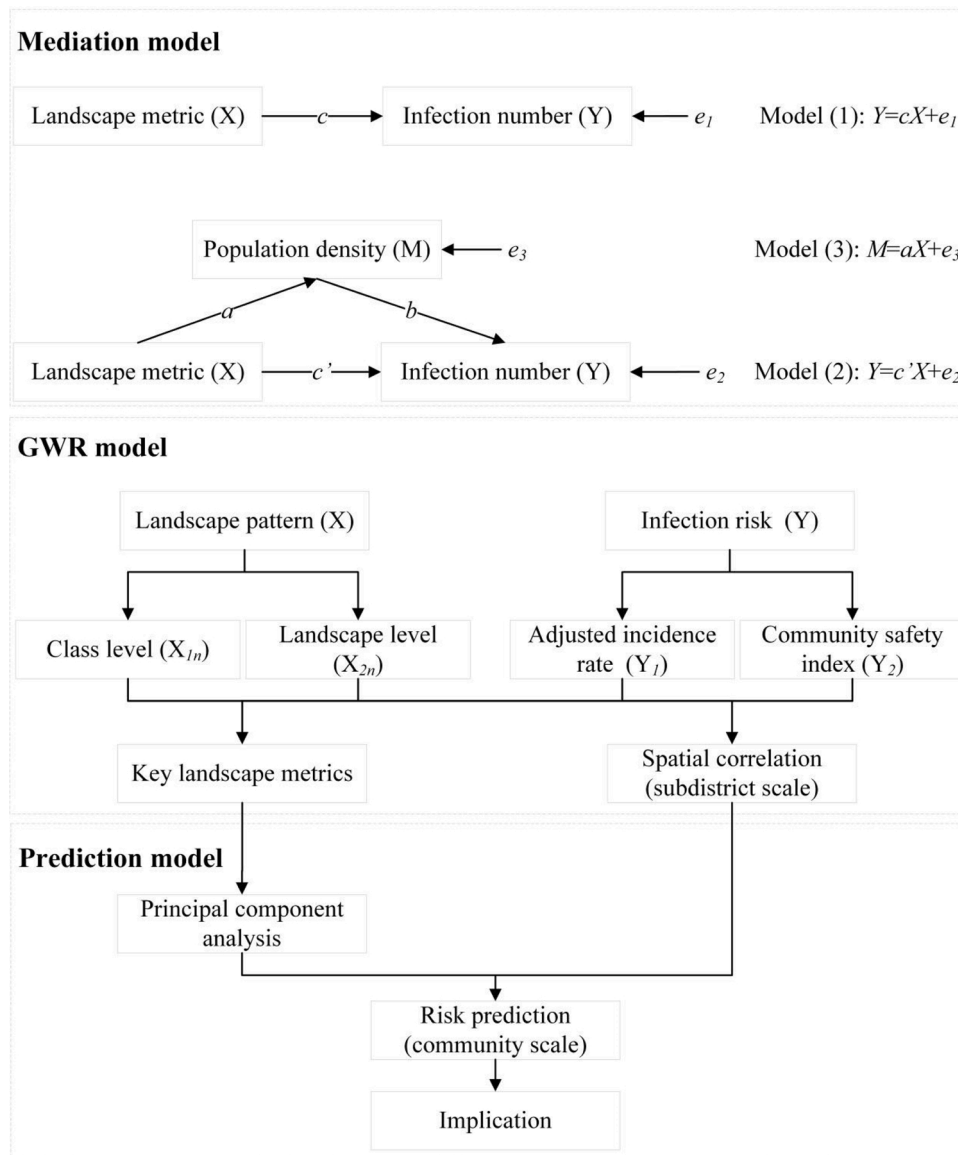 Mediation model
Landscape metric (X) c Infection number (Y) e1 Model (1): Y=cX+e1
Population density (M) e3 Model (3): M=aX+e3
a b
Landscape metric (X) c' Infection number (Y) e2 Model (2): Y=c'X+e2
GWR model
Landscape pattern (X) Infection risk (Y)
Class level (X1n)
Landscape level
(X2n)
Adjusted incidence
rate (Y1)
Community safety
index (Y2)
Key landscape metrics
Spatial correlation
(subdistrict scale)
Prediction model
Principal component
analysis
Risk prediction
(community scale)
Implication